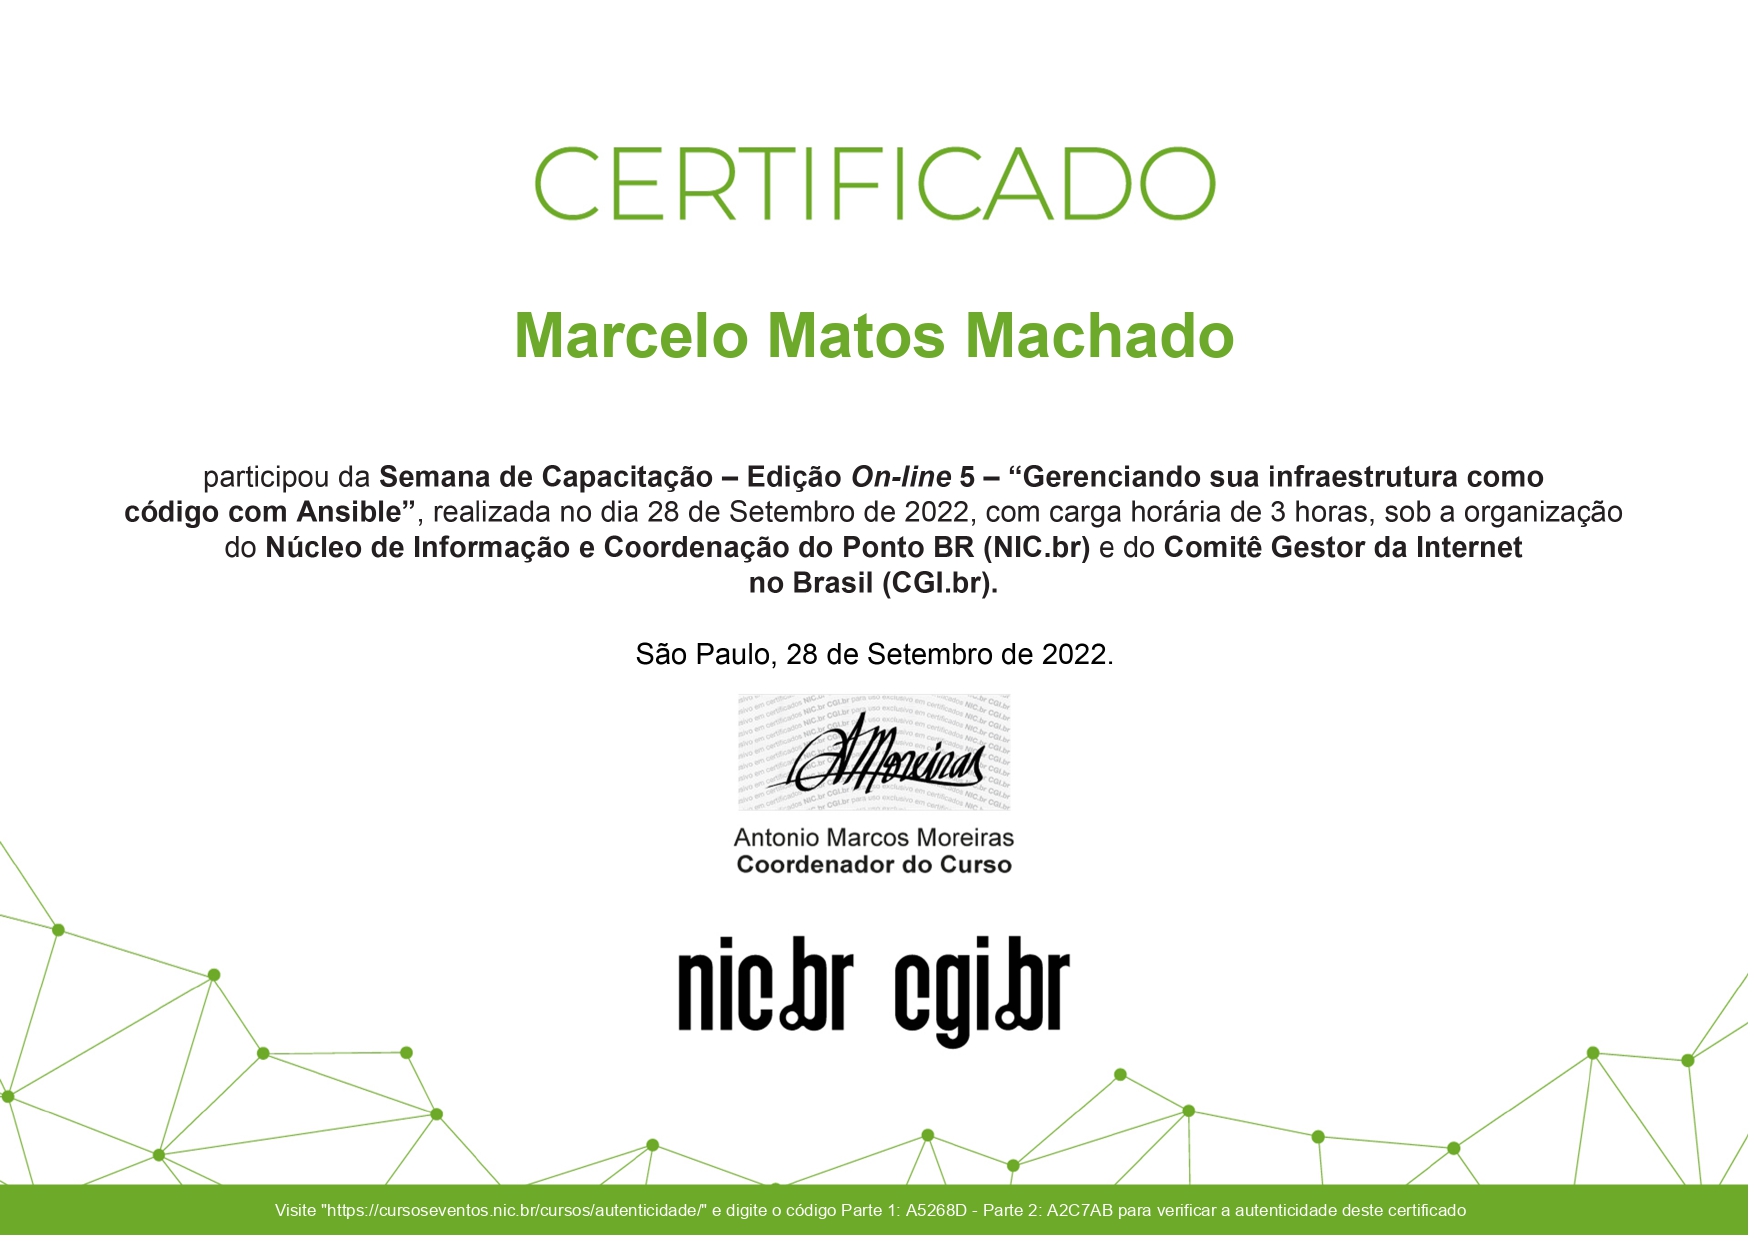 CERTIFICADO
Marcelo Matos Machado
participou da Semana de Capacitação – Edição On-line 5 – “Gerenciando sua infraestrutura como
código com Ansible”, realizada no dia 28 de Setembro de 2022, com carga horária de 3 horas, sob a organização
do Núcleo de Informação e Coordenação do Ponto BR (NIC.br) e do Comitê Gestor da Internet
no Brasil (CGI.br).
São Paulo, 28 de Setembro de 2022.
AMoreiras
Antonio Marcos Moreiras
Coordenador do Curso
nic.br cgi.br
Visite "https://cursoseventos.nic.br/cursos/autenticidade/" e digite o código Parte 1: A5268D - Parte 2: A2C7AB para verificar a autenticidade deste certificado